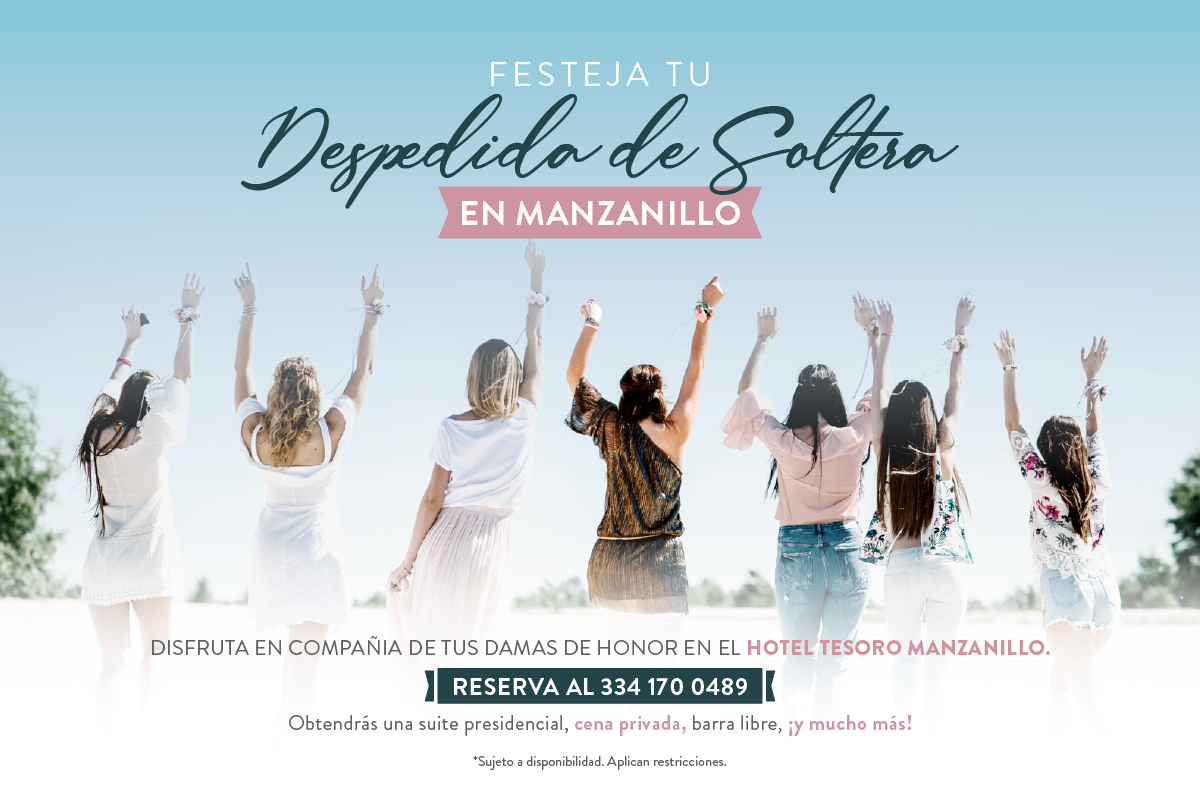 FESTEJA TU
Despedida de Soltera
EN MANZANILLO
DISFRUTA EN COMPAÑIA DE TUS DAMAS DE HONOR EN EL HOTEL TESORO MANZANILLO.
RESERVA AL 334 170 0489
Obtendrás una suite presidencial, cena privada, barra libre, ¡y mucho más!
*Sujeto a disponibilidad. Aplican restricciones.